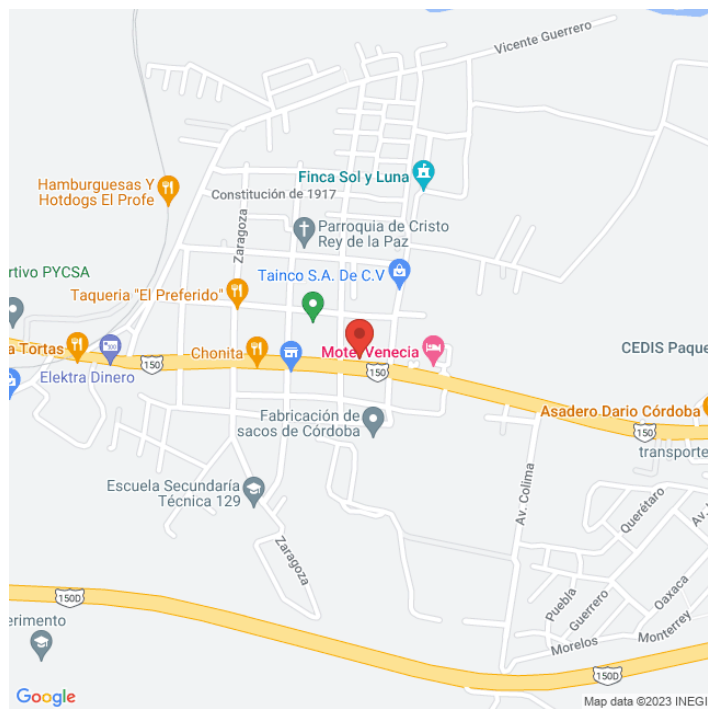 Vicente Guerrero
Finca Sol y Luna
Hamburguesas Y
Hotdogs El Profe
Constitución de 1917
Zaragoza
Parroquia de Cristo
Rey de la Paz
Tainco S.A. De C.V
rtivo PYCSA
Taqueria "El Preferido"
a Tortas
Chonita
Motel Venecia
CEDIS Paque
150
150
Elektra Dinero
Asadero Dario Córdoba
Fabricación de
sacos de Córdoba
150
transporte
Escuela Secundaría
Técnica 129
Av. Colima
Querétaro
Av.
Zaragoza
150D
Puebla
Guerrero
Oaxaca
erimento
Morelos
Monterrey
150D
Google
Map data ©2023 INEGI